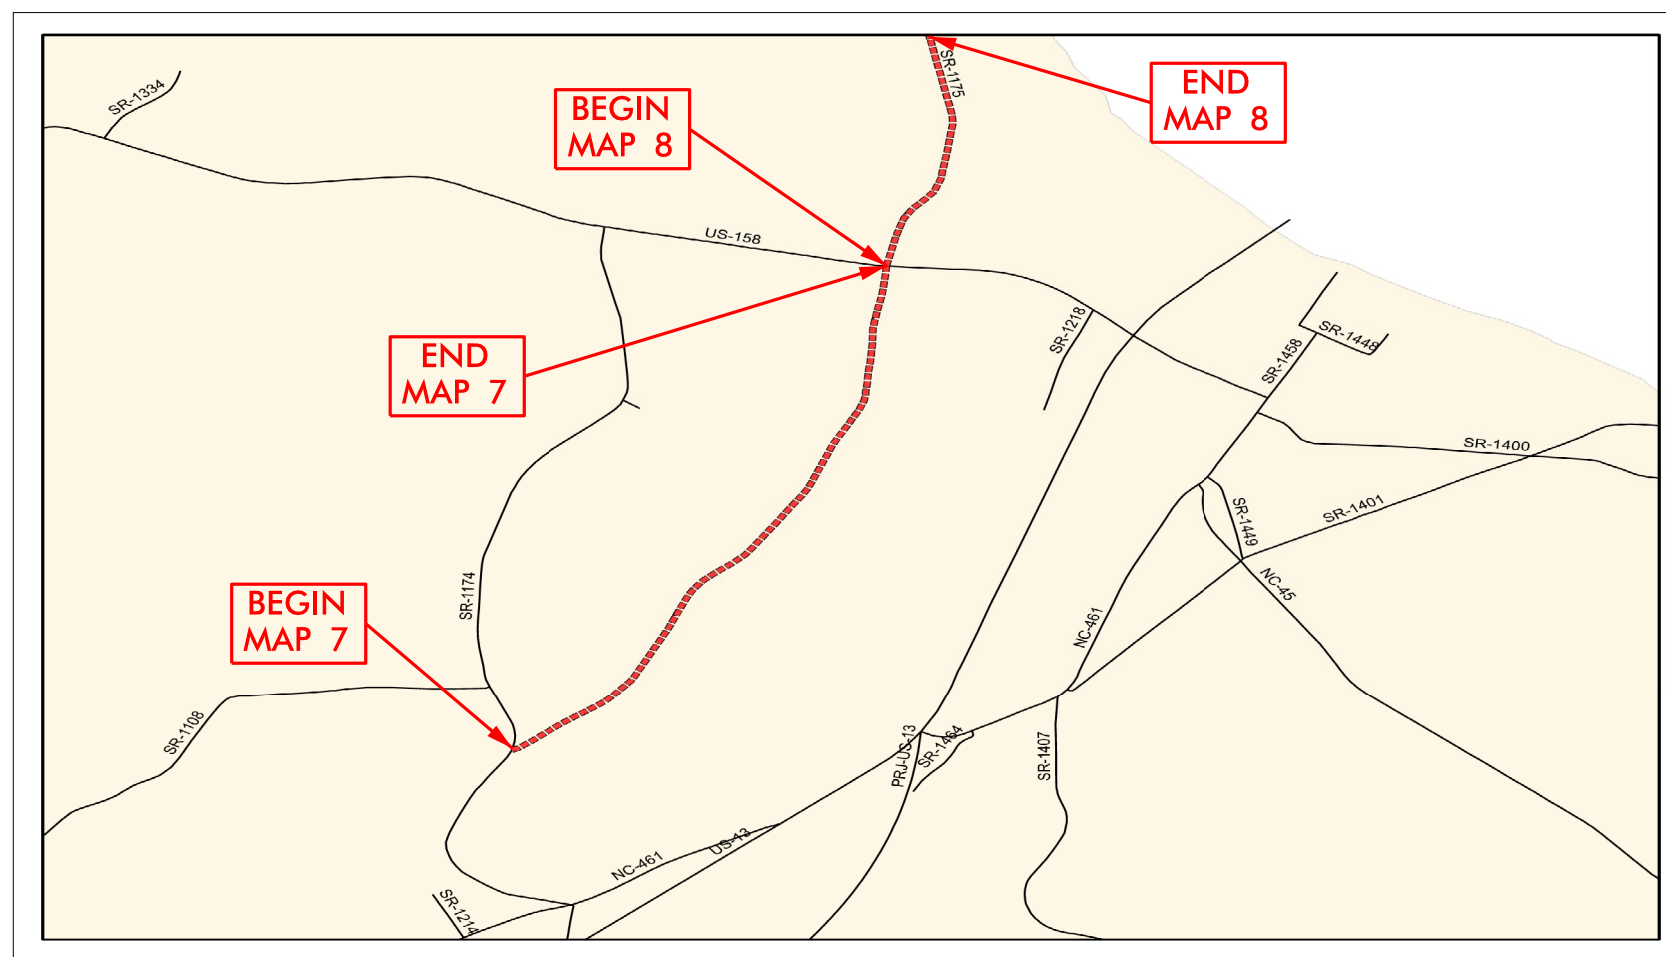 SR-1175
END
MAP 8
SR-1334
BEGIN
MAP 8
US-158
SR-1218
SR-1448
END
MAP 7
SR-1458
SR-1400
SR-1401
SR-1449
SR-1174
NC-45
BEGIN
MAP 7
NC-461
SR-1108
PRJ-US-13
SR-1464
SR-1407
US-13
NC-461
SR-1214